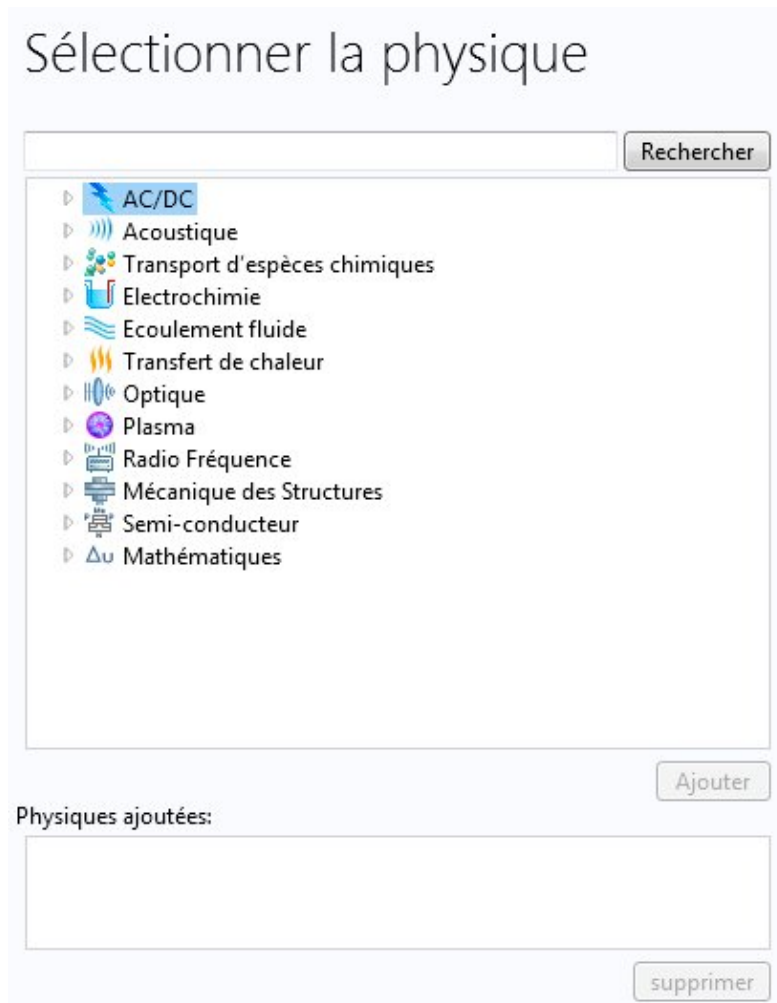 Sélectionner la physique
Rechercher
AC/DC
Acoustique
Transport d'espèces chimiques
Electrochimie
Ecoulement fluide
Transfert de chaleur
Optique
Plasma
Radio Fréquence
Mécanique des Structures
Semi-conducteur
Δu Mathématiques
Ajouter
Physiques ajoutées:
supprimer